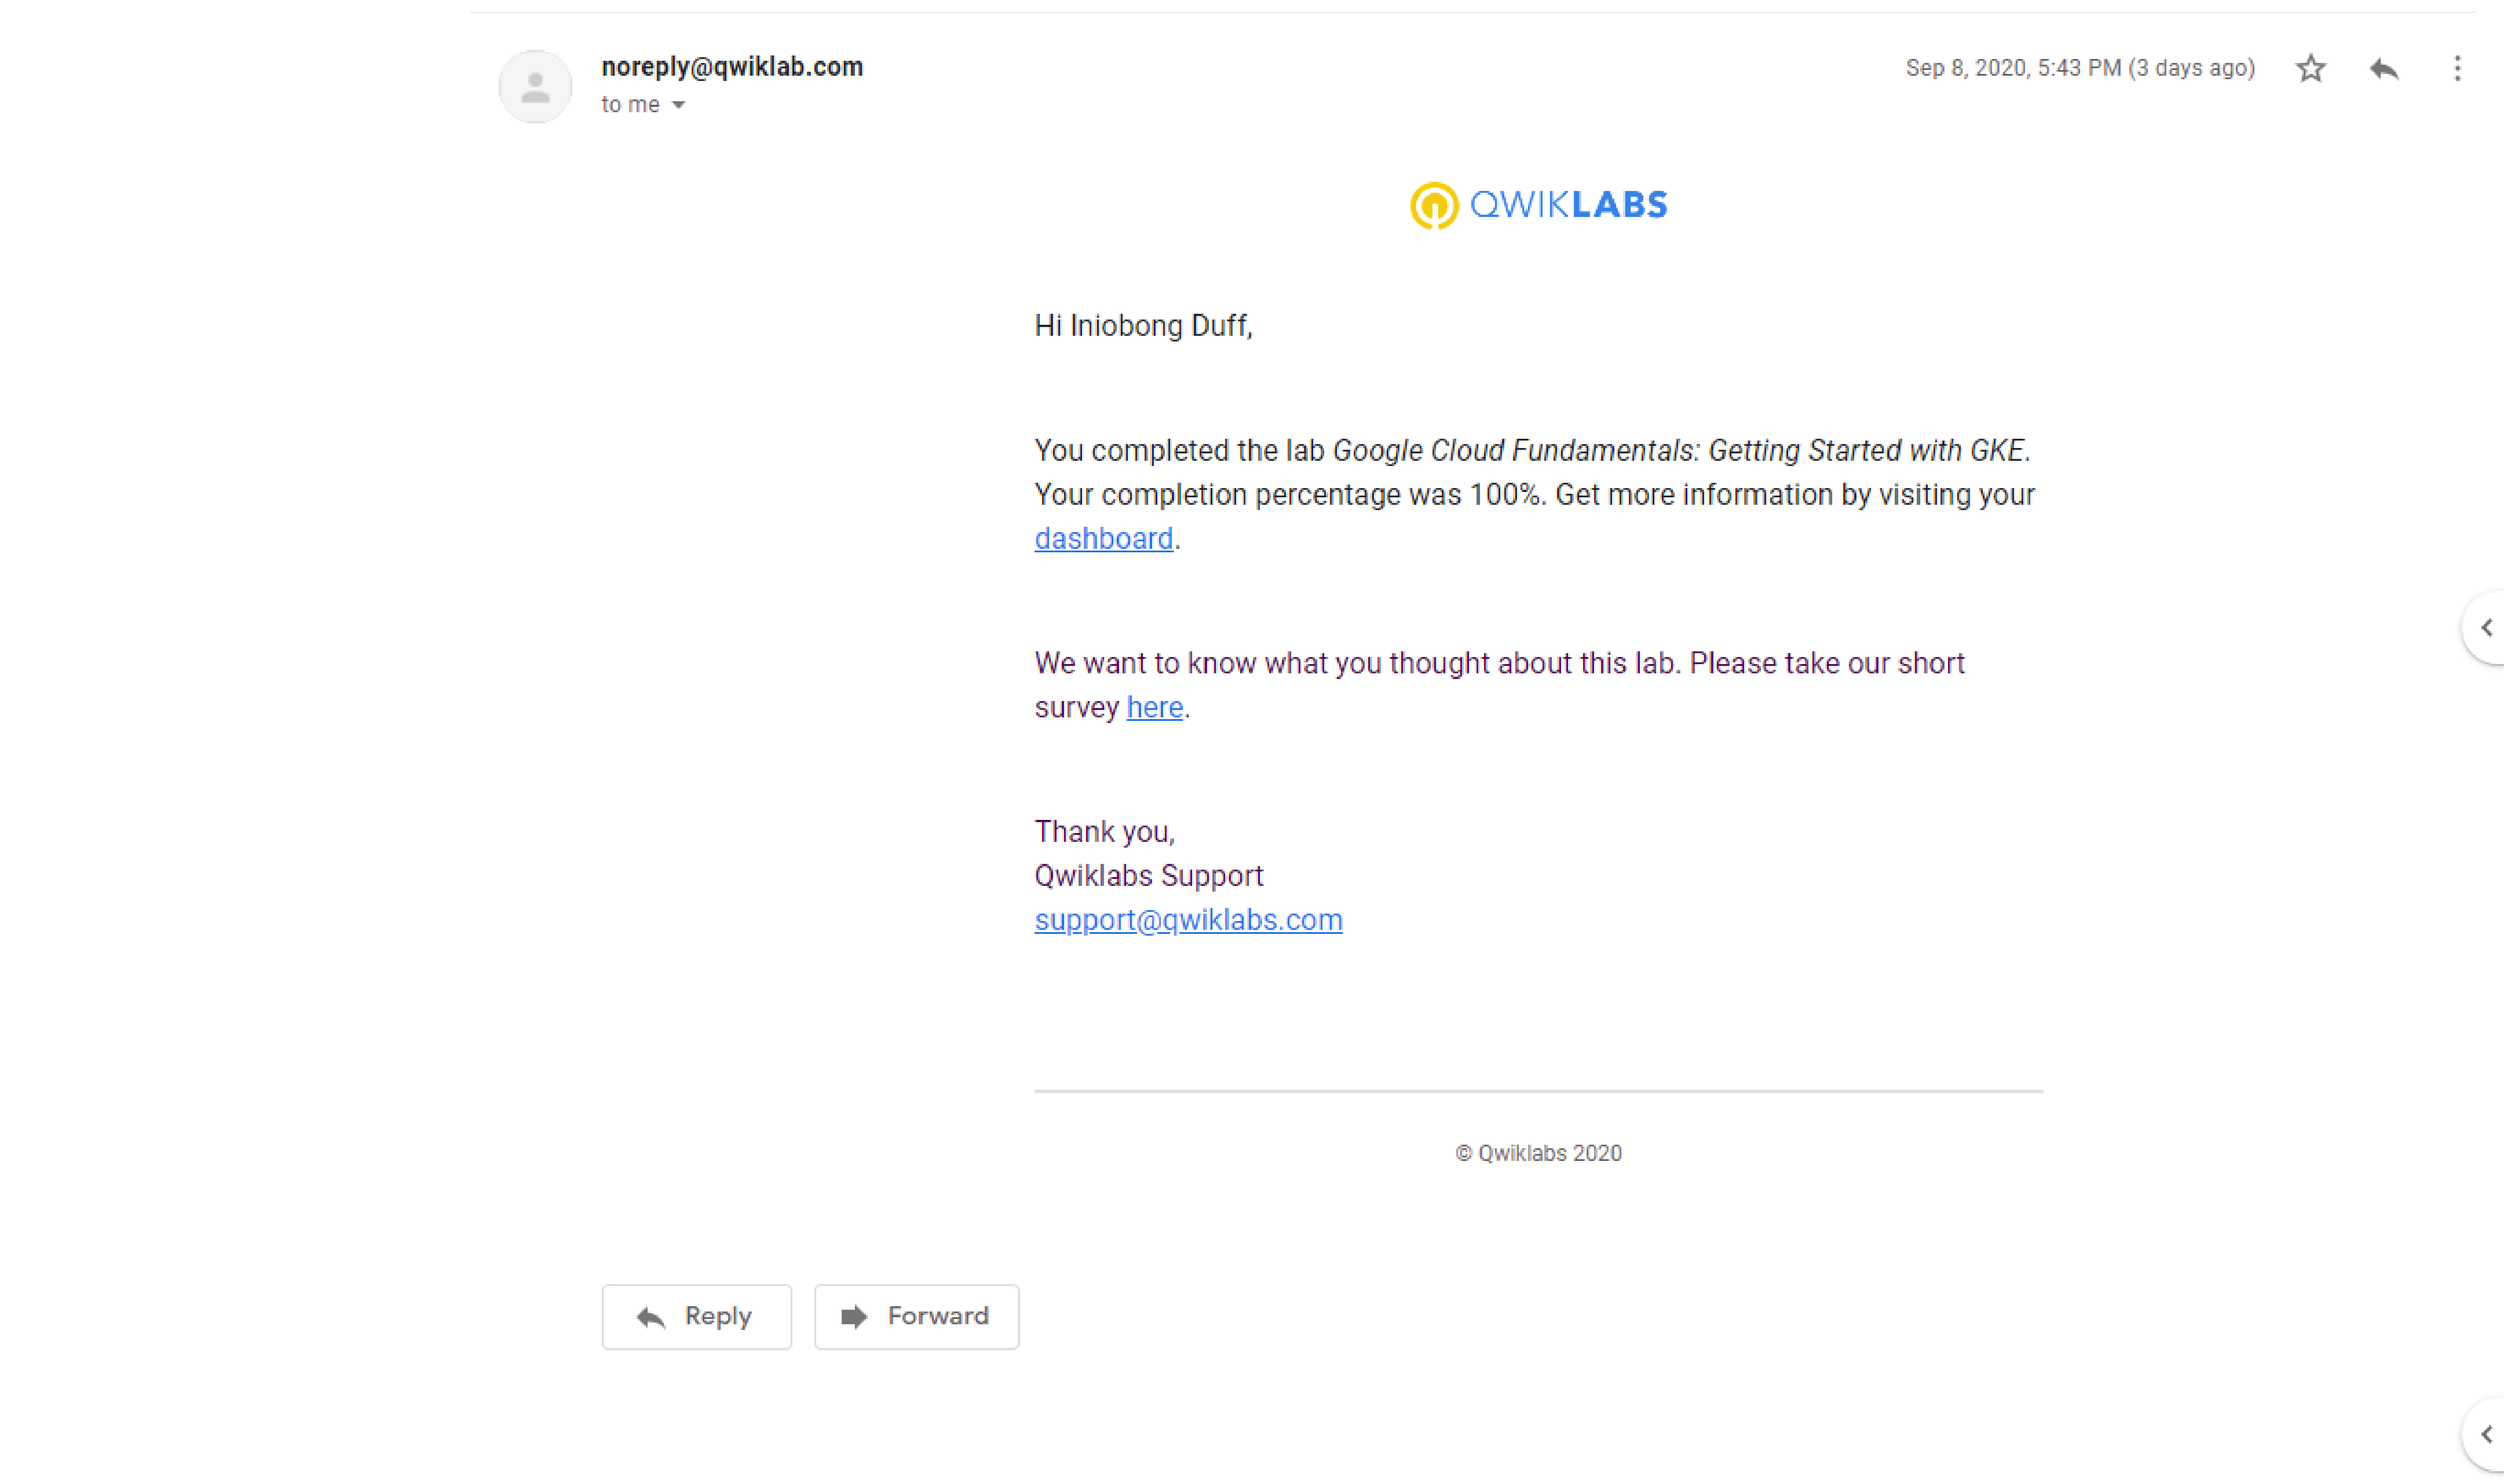 noreply@qwiklab.com
Sep 8, 2020, 5:43 PM (3 days ago)
to me
QWIKLABS
Hi Iniobong Duff,
You completed the lab Google Cloud Fundamentals: Getting Started with GKE.
Your completion percentage was 100%. Get more information by visiting your
dashboard.
We want to know what you thought about this lab. Please take our short
survey here.
Thank you,
Qwiklabs Support
support@qwiklabs.com
© Qwiklabs 2020
Reply
Forward